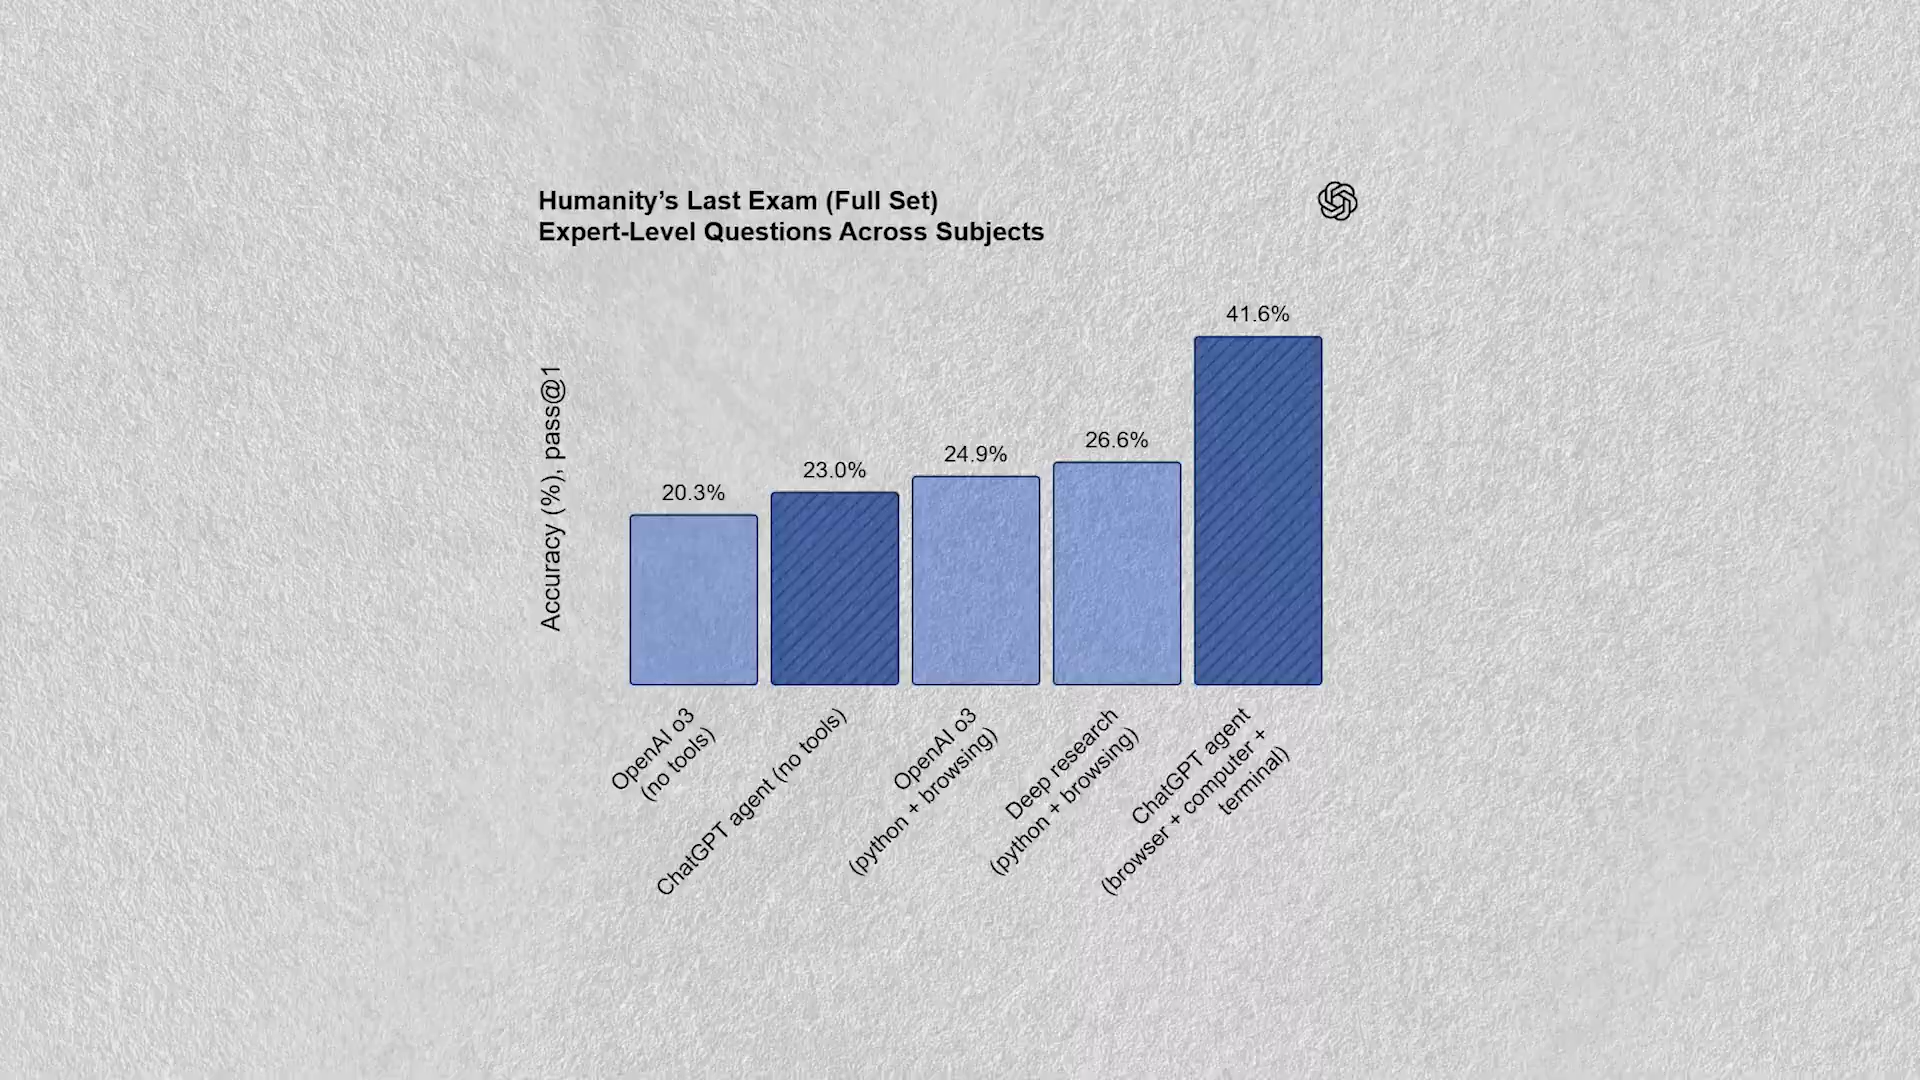 Humanity’s Last Exam (Full Set)
Expert-Level Questions Across Subjects
Accuracy (%), pass@1
20.3%
23.0%
24.9%
26.6%
41.6%
OpenAI o3
(no tools)
ChatGPT agent (no tools)
OpenAI o3
(python + browsing)
Deep research
(python + browsing)
ChatGPT agent
(browser + computer +
terminal)